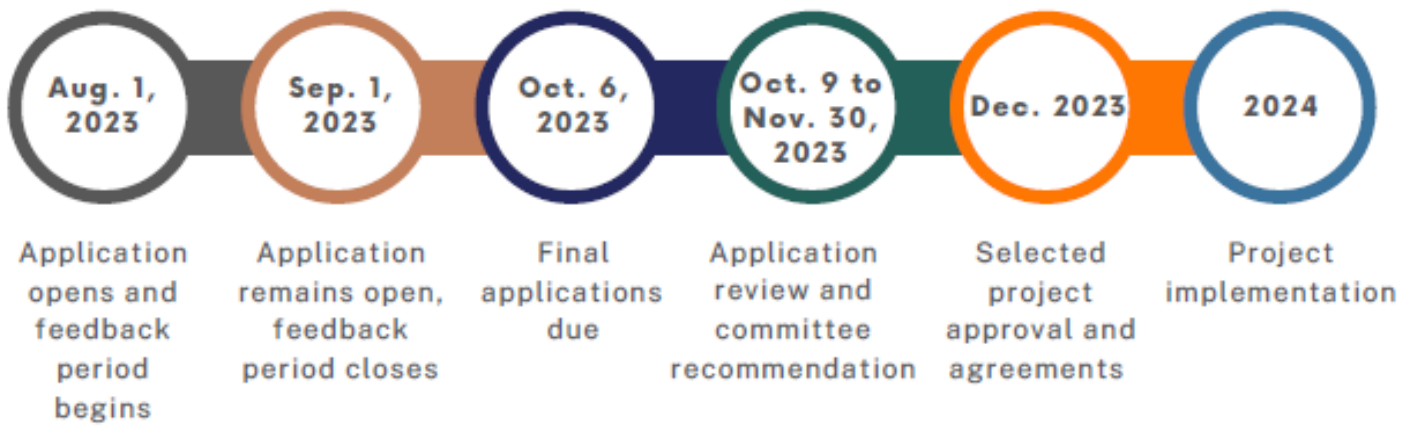 Aug. 1,
2023
Sep. 1,
2023
Oct. 6,
2023
Oct. 9 to
Nov. 30,
2023
Dec. 2023
2024
Application
opens and
feedback
period
begins
Application
remains open,
feedback
period closes
Final
applications
due
Application
review and
committee
recommendation
Selected
project
approval and
agreements
Project
implementation